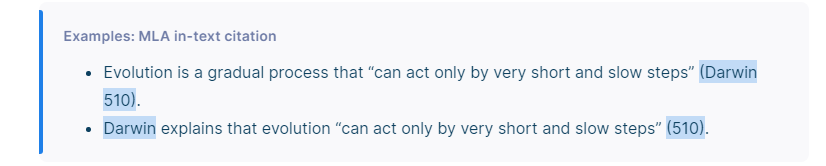 Examples: MLA in-text citation
• Evolution is a gradual process that “can act only by very short and slow steps” (Darwin
510).
• Darwin explains that evolution “can act only by very short and slow steps” (510).